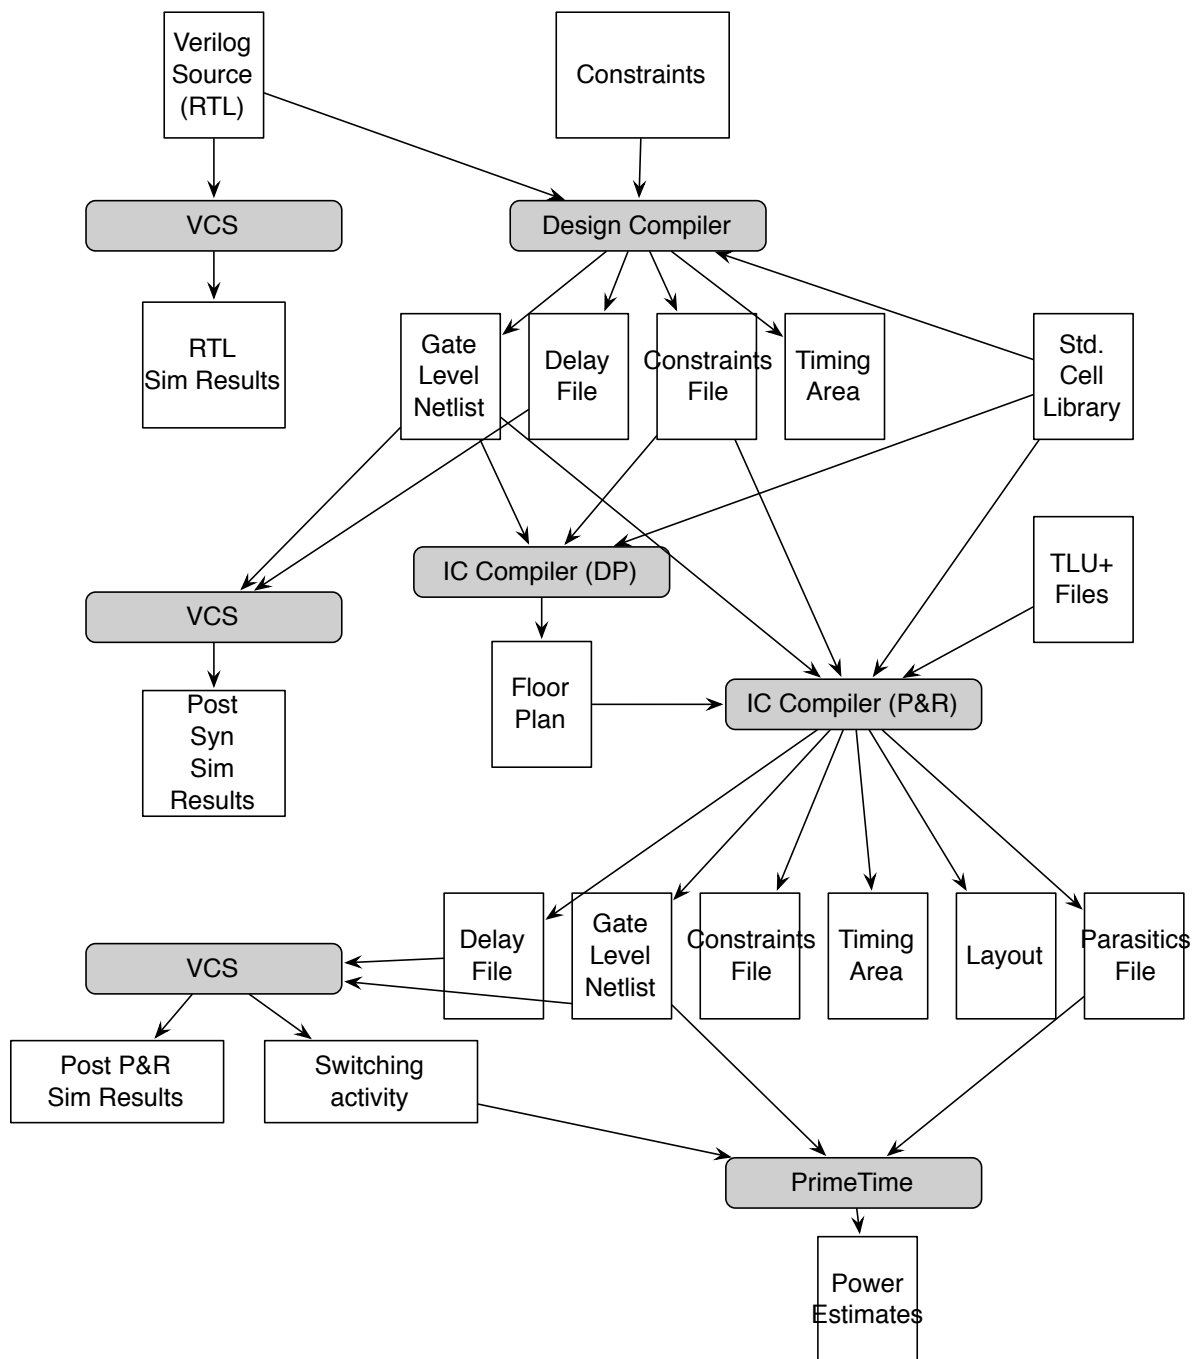 Verilog
Source
(RTL)
Constraints
VCS
Design Compiler
RTL
Sim Results
Gate
Level
Netlist
Delay
File
Constraints
File
Timing
Area
Std.
Cell
Library
IC Compiler (DP)
TLU+
Files
VCS
Floor
Plan
IC Compiler (P&R)
Post
Syn
Sim
Results
Delay
File
Gate
Level
Netlist
Constraints
File
Timing
Area
Layout
Parasitics
File
VCS
Post P&R
Sim Results
Switching
activity
PrimeTime
Power
Estimates